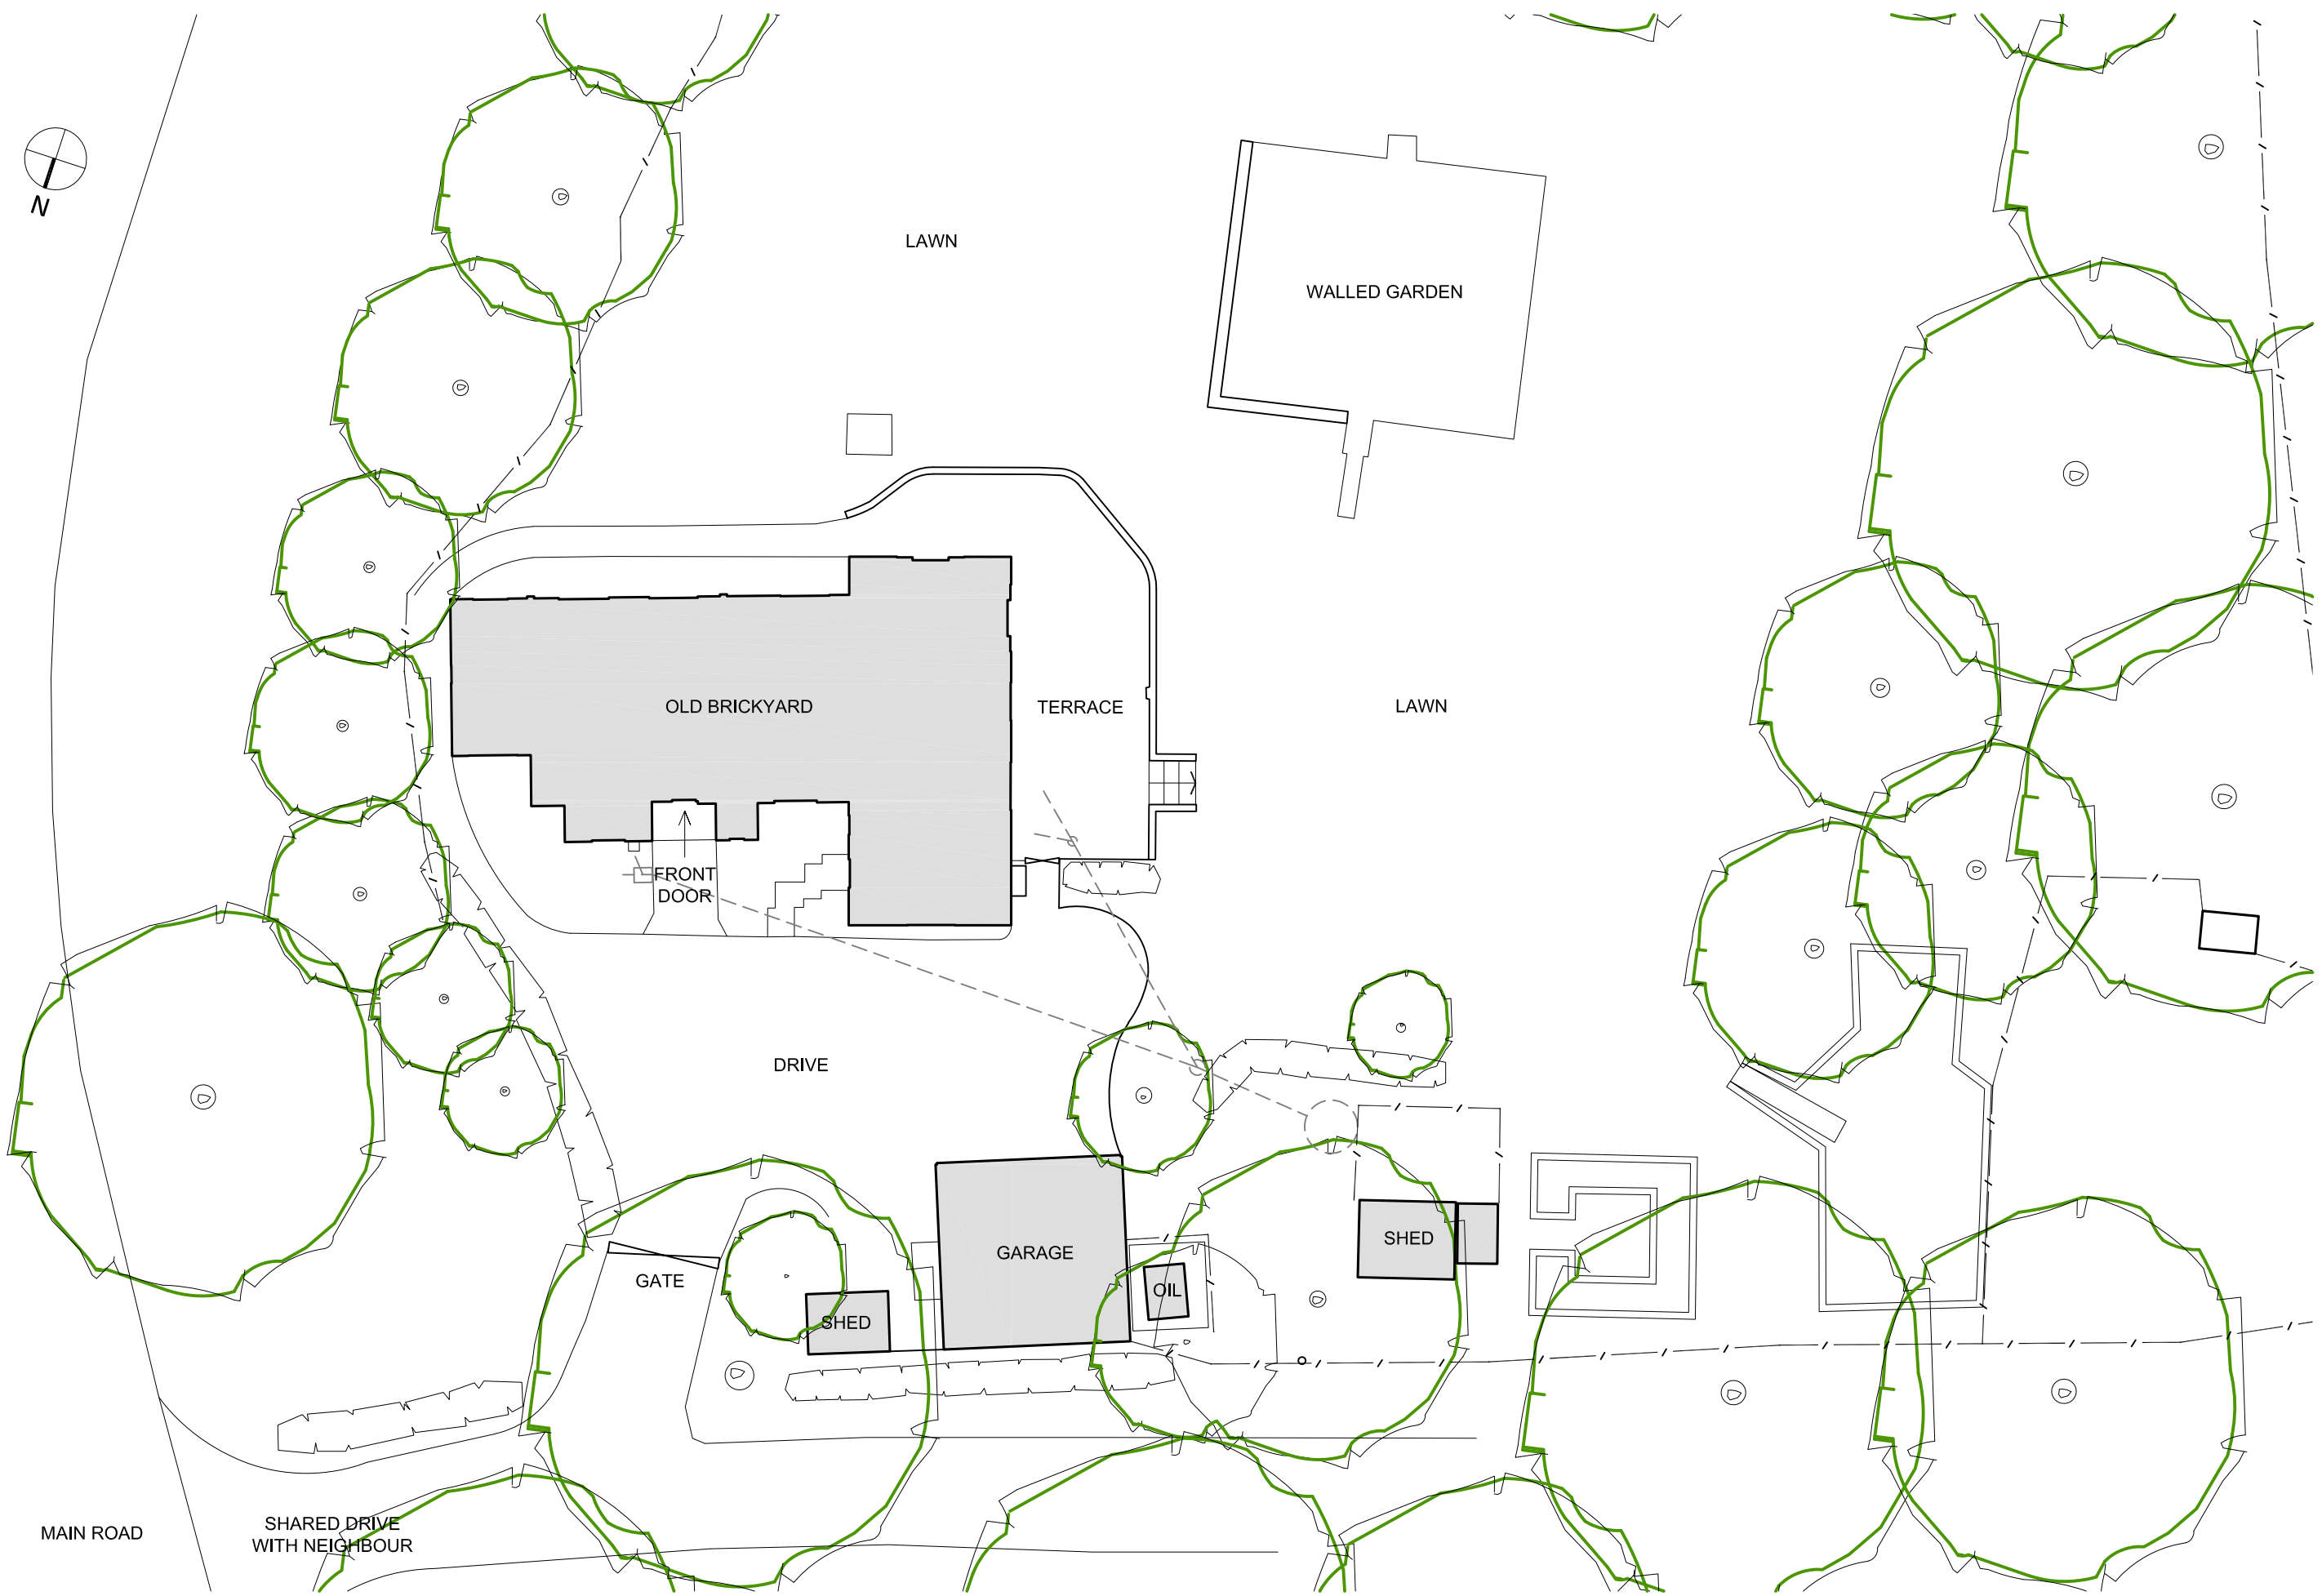 N
LAWN
WALLED GARDEN
OLD BRICKYARD
TERRACE
LAWN
FRONT
DOOR
DRIVE
GARAGE
SHED
GATE
OIL
SHED
MAIN ROAD
SHARED DRIVE
WITH NEIGHBOUR